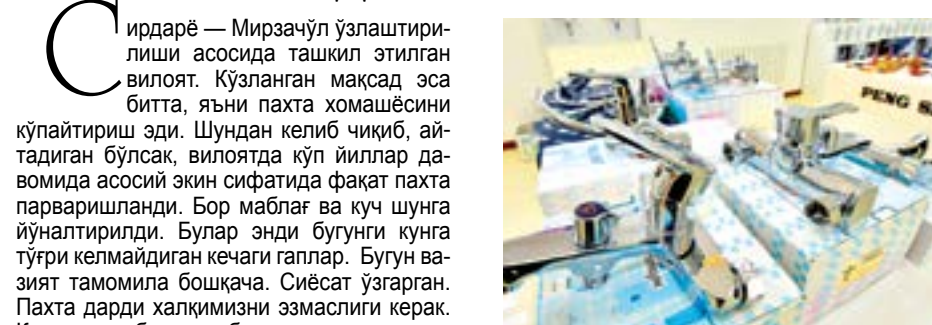 Сирдарё — Мирзачўл ўзлаштири-
лиши асосида ташкил этилган
вилоят. Кўзланган мақсад эса
битта, яъни пахта хомашёсини
кўпайтириш эди. Шундан келиб чиқиб, ай-
тадиган бўлсак, вилоятда кўп йиллар да-
вомида асосий экин сифатида фақат пахта
парваришланди. Бор маблағ ва куч шунга
йўналтирилди. Булар энди бугунги кунга
тўғри келмайдиган кечаги гаплар. Бугун ва-
зият тамомила бошқача. Сиёсат ўзгарган.
Пахта дарди халқимизни эзмаслиги керак.
PENG